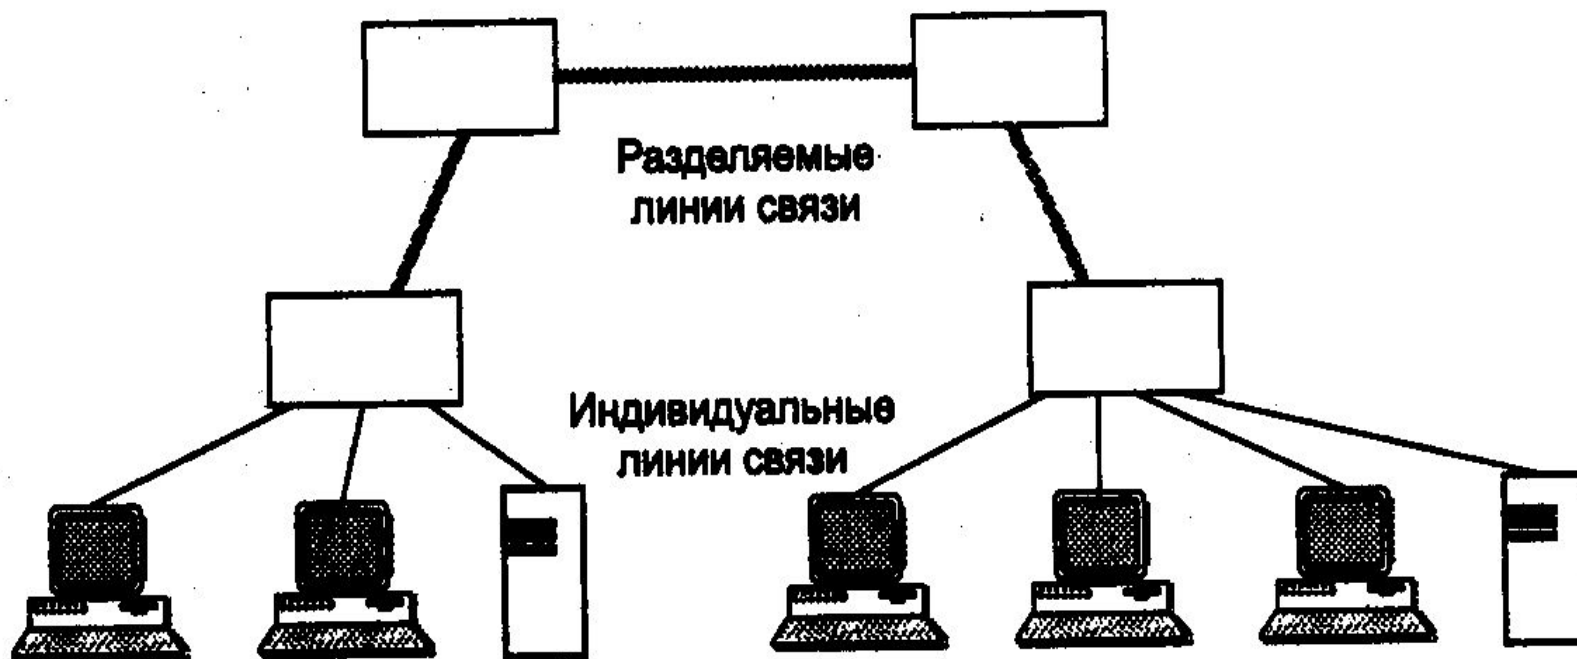 Разделяемые
линии связи
Индивидуальные
линии связи